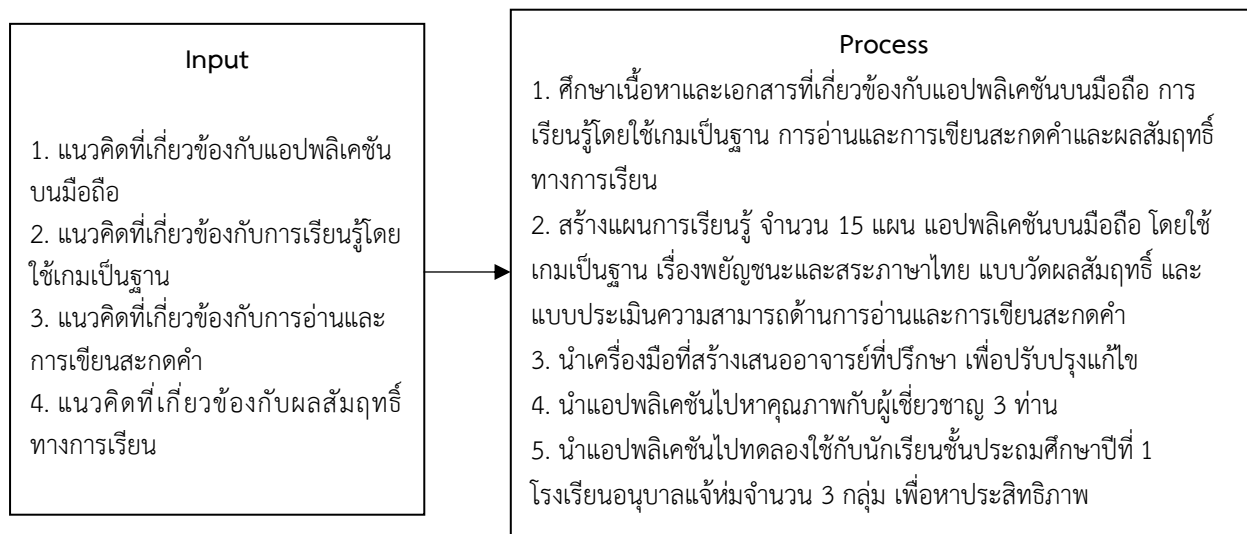 Input
1. แนวคิดที่เกี่ยวข้องกับแอปพลิเคชัน
บนมือถือ
2. แนวคิดที่เกี่ยวข้องกับการเรียนรู้โดย
ใช้เกมเป็นฐาน
3. แนวคิดที่เกี่ยวข้องกับการอ่านและ
การเขียนสะกดคำ
4. แนวคิดที่เกี่ยวข้องกับผลสัมฤทธิ์
ทางการเรียน
Process
1. ศึกษาเนื้อหาและเอกสารที่เกี่ยวข้องกับแอปพลิเคชันบนมือถือ การ
เรียนรู้โดยใช้เกมเป็นฐาน การอ่านและการเขียนสะกดคำและผลสัมฤทธิ์
ทางการเรียน
2. สร้างแผนการเรียนรู้ จำนวน 15 แผน แอปพลิเคชันบนมือถือ โดยใช้
เกมเป็นฐาน เรื่องพยัญชนะและสระภาษาไทย แบบวัดผลสัมฤทธิ์ และ
แบบประเมินความสามารถด้านการอ่านและการเขียนสะกดคำ
3. นำเครื่องมือที่สร้างเสนออาจารย์ที่ปรึกษา เพื่อปรับปรุงแก้ไข
4. นำแอปพลิเคชันไปหาคุณภาพกับผู้เชี่ยวชาญ 3 ท่าน
5. นำแอปพลิเคชันไปทดลองใช้กับนักเรียนชั้นประถมศึกษาปีที่ 1
โรงเรียนอนุบาลแจ้ห่มจำนวน 3 กลุ่ม เพื่อหาประสิทธิภาพ